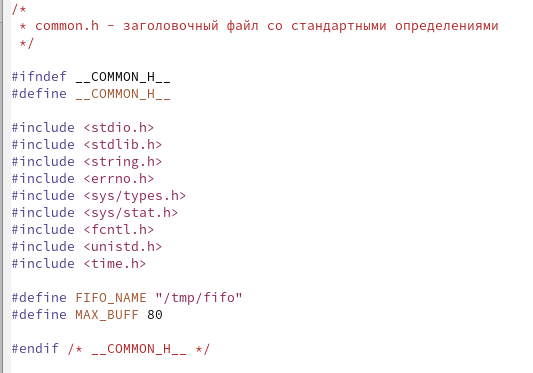 /*
 * common.h - заголовочный файл со стандартными определениями
 */
#ifndef __COMMON_H__
#define __COMMON_H__
#include <stdio.h>
#include <stdlib.h>
#include <string.h>
#include <errno.h>
#include <sys/types.h>
#include <sys/stat.h>
#include <fcntl.h>
#include <unistd.h>
#include <time.h>
#define FIFO_NAME "/tmp/fifo"
#define MAX_BUFF 80
#endif /* __COMMON_H__ */